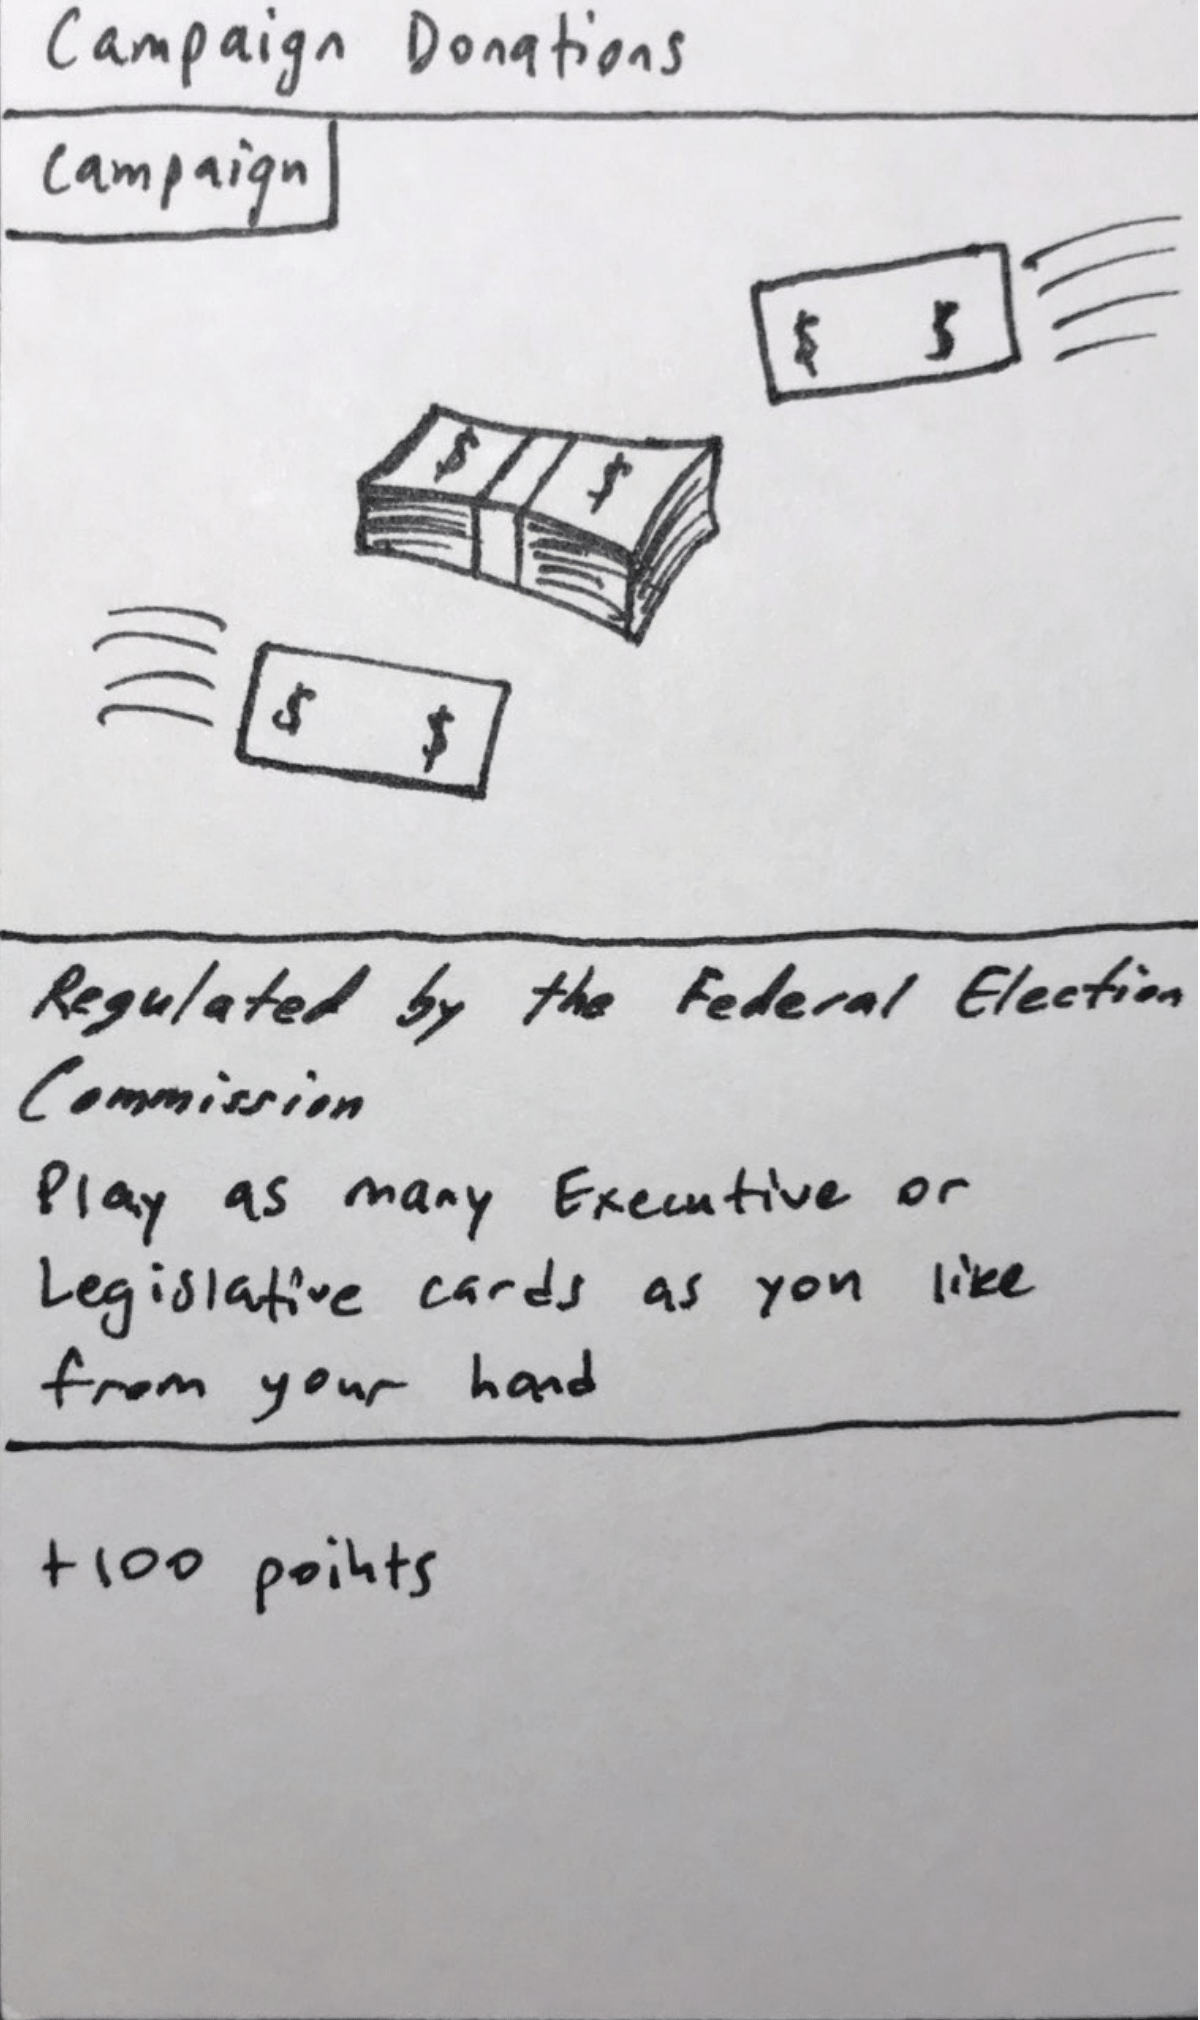 Campaign Donations
Campaign
$ $
$ $
$ $
Regulated by the Federal Election
Commission
Play as many Executive or
Legislative cards as you like
from your hand
+100 points